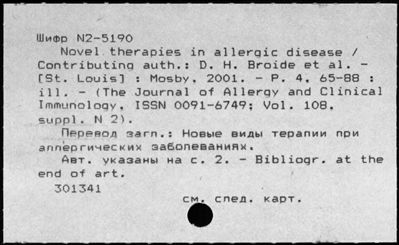 Шифр N2-5190
Novel therapies in allergic disease /
Contributing auth.: D. H. Broide et al. -
[St. Louis] : Mosby, 2001. - P. 4, 65-88 :
ill. - (The Journal of Allergy and Clinical
Immunology, ISSN 0091-6749; Vol. 108,
suppl. N 2).
Перевод загл.: Новые виды терапии при
аллергических заболеваниях.
Авт. указаны на с. 2. - Bibliogr. at the
end of art.
301341
см. след. карт.